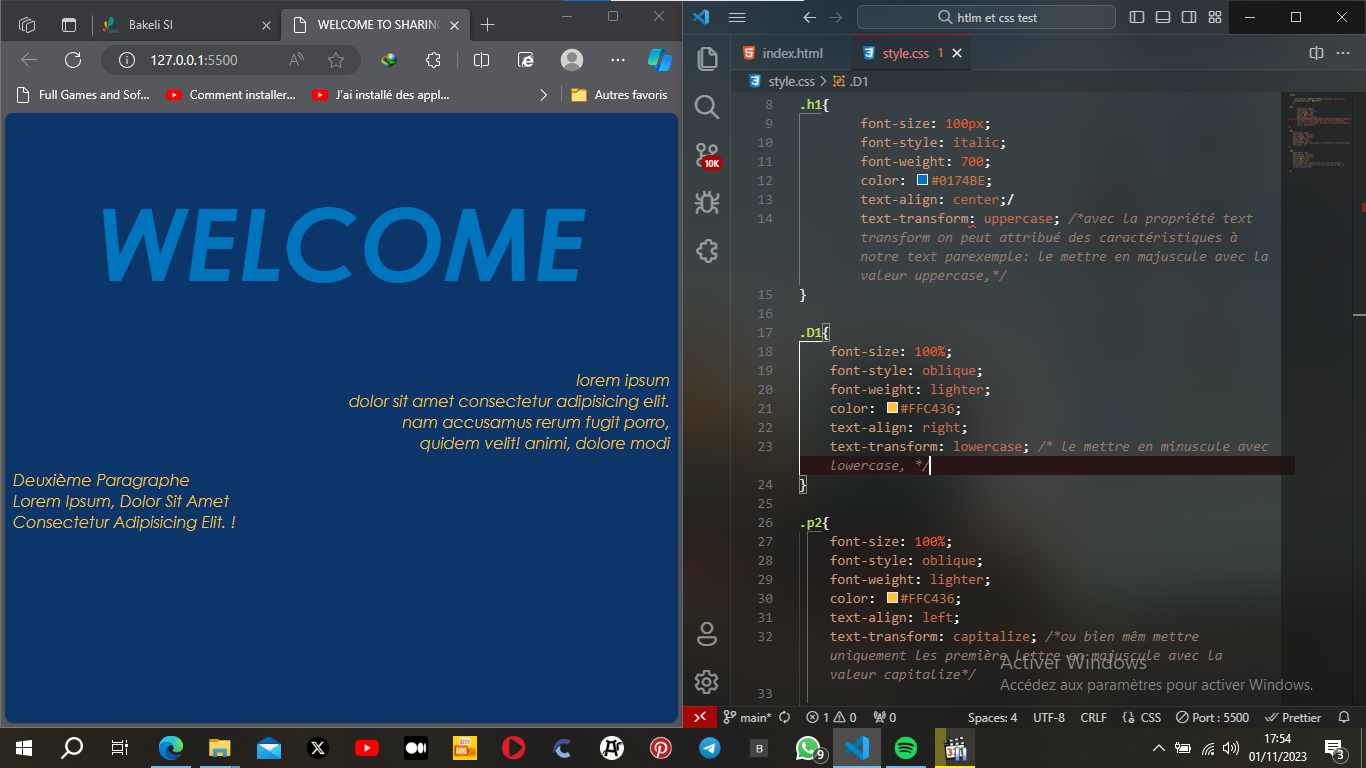 Bakeli SI
WELCOME TO SHARING
127.0.0.1:5500
Full Games and Sof...
Comment installer...
J'ai installé des appl...
Autres favoris
WELCOME
lorem ipsum
dolor sit amet consectetur adipisicing elit.
nam accusamus rerum fugit porro,
quidem velit! animi, dolore modi
Deuxième Paragraphe
Lorem Ipsum, Dolor Sit Amet
Consectetur Adipisicing Elit. !
htlm et css test
index.html
style.css 1
style.css > .D1
10K
8 .h1{
9 font-size: 100px;
10 font-style: italic;
11 font-weight: 700;
12 color: #0174BE;
13 text-align: center;/
14 text-transform: uppercase; /*avec la propriété text
transform on peut attribué des caractéristiques à
notre text parexemple: le mettre en majuscule avec la
valeur uppercase,*/
15 }
16
17 .D1{
18 font-size: 100%;
19 font-style: oblique;
20 font-weight: lighter;
21 color: #FFC436;
22 text-align: right;
23 text-transform: lowercase; /* le mettre en minuscule avec
lowercase, */
24 }
25
26 .p2{
27 font-size: 100%;
28 font-style: oblique;
29 font-weight: lighter;
30 color: #FFC436;
31 text-align: left;
32 text-transform: capitalize; /*ou bien mêm mettre
uniquement les première lettre en majuscule avec la
valeur capitalize*/
33
Activer Windows
Accédez aux paramètres pour activer Windows.
main* 1 0 0 Spaces: 4 UTF-8 CRLF CSS Port : 5500 Prettier
B
9
17:54
01/11/2023
3